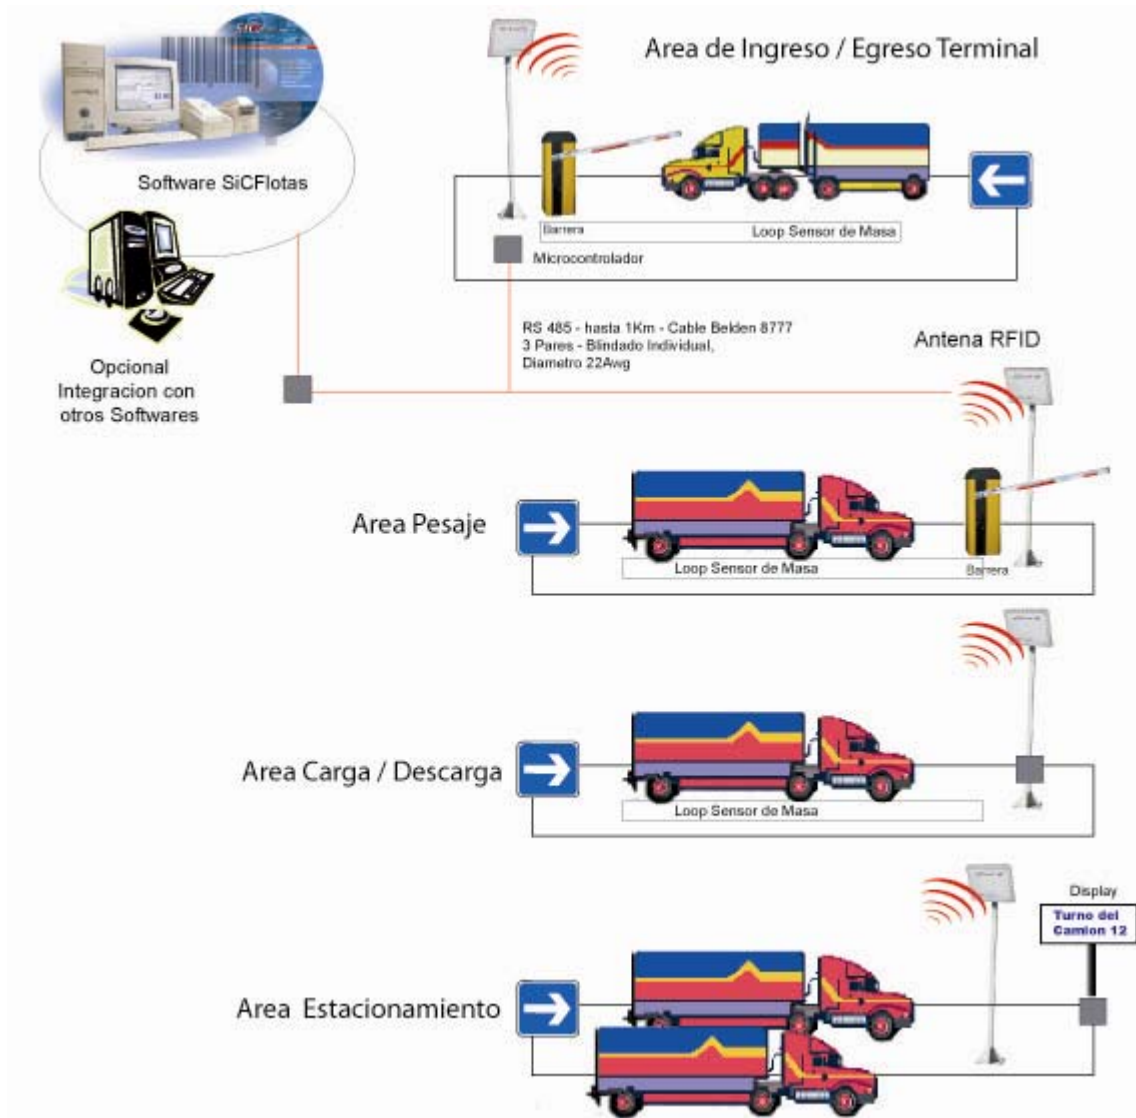 Area de Ingreso / Egreso Terminal
Software SiCFlotas
Barrera
Loop Sensor de Masa
Microcontrolador
RS 485 - hasta 1Km - Cable Belden 8777
3 Pares - Blindado Individual,
Diametro 22Awg
Antena RFID
Opcional
Integracion con
otros Softwares
Area Pesaje
Loop Sensor de Masa
Barrera
Area Carga / Descarga
Loop Sensor de Masa
Display
Turno del
Camion 12
Area Estacionamiento